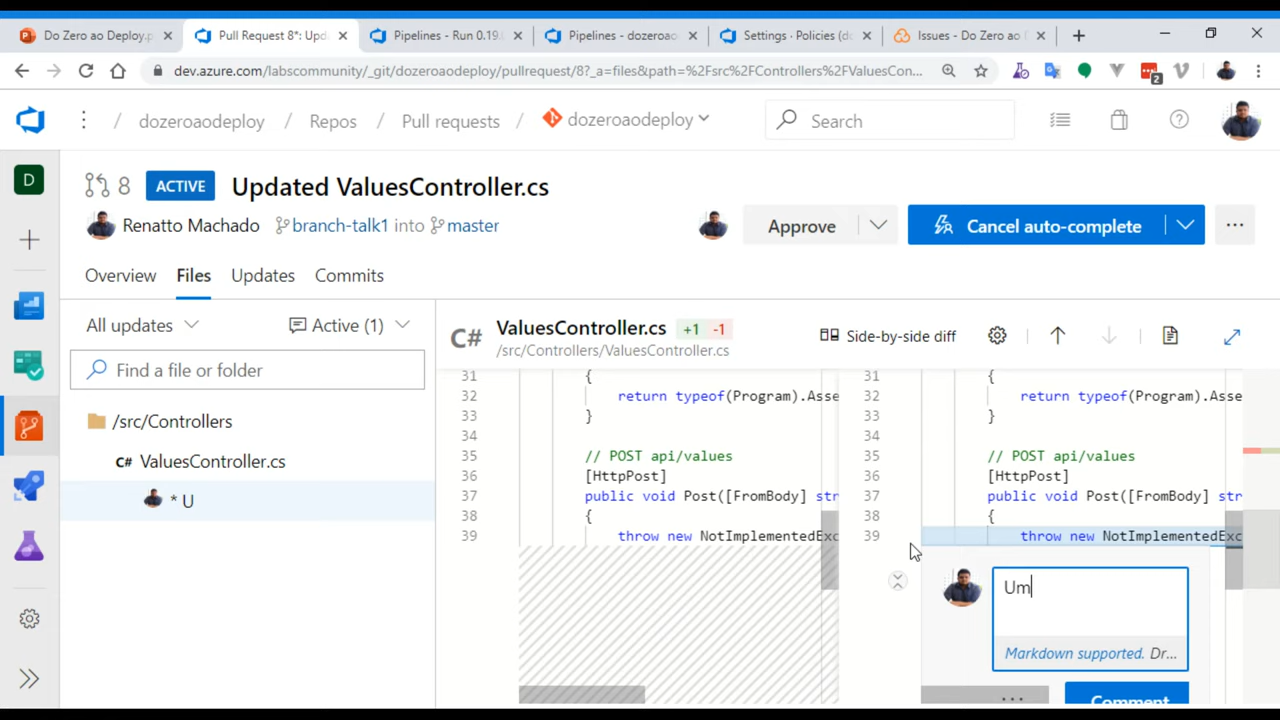 Do Zero ao Deploy.p
Pull Request 8*: Upd
Pipelines - Run 0.19.
Pipelines - dozeroao
Settings · Policies (d
Issues - Do Zero ao
dev.azure.com/labscommunity/_git/dozeroaodeploy/pullrequest/8?_a=files&path=%2Fsrc%2FControllers%2FValuesCon...
2
/ dozeroaodeploy / Repos / Pull requests / dozeroaodeploy
Search
D
8 ACTIVE Updated ValuesController.cs
Renatto Machado branch-talk1 into master
Approve
Cancel auto-complete
Overview Files Updates Commits
All updates
Active (1)
Find a file or folder
/src/Controllers
C# ValuesController.cs
* U
C#
ValuesController.cs +1 -1
/src/Controllers/ValuesController.cs
Side-by-side diff
31 {
32 return typeof(Program).Asse
33 }
34
35 // POST api/values
36 [HttpPost]
37 public void Post([FromBody] str
38 {
39 throw new NotImplementedExc
31 {
32 return typeof(Program).Asse
33 }
34
35 // POST api/values
36 [HttpPost]
37 public void Post([FromBody] str
38 {
39 throw new NotImplementedExc
Um
Markdown supported. Dr...
Comment